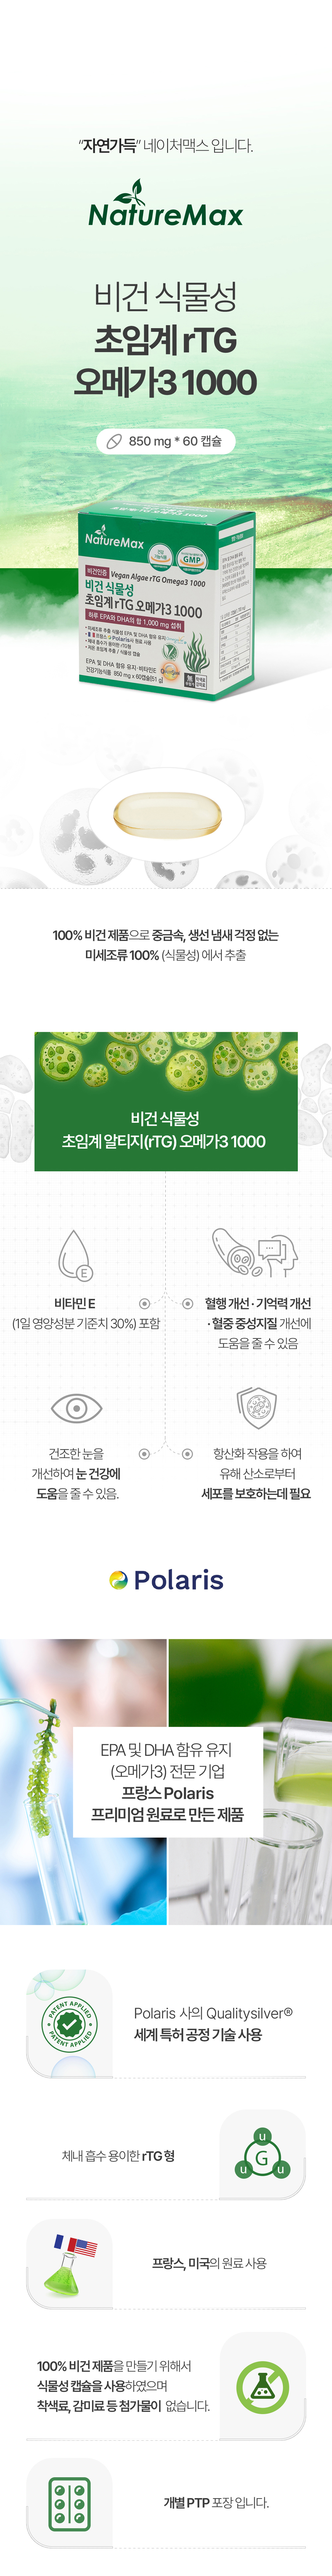 “자연가득” 네이처맥스 입니다.
NatureMax
비건 식물성
초임계 rTG
오메가3 1000
850 mg * 60 캡슐
NatureMax
GMP
비건인증 Vegan Algae rTG Omega3 1000
비건 식물성
초임계 rTG 오메가3 1000
하루 EPA와 DHA의 합 1,000 mg 섭취
EPA 및 DHA 함유 유지·비타민E
건강기능식품 850 mg x 60캡슐(51 g)
100% 비건 제품으로 중금속, 생선 냄새 걱정 없는
미세조류 100% (식물성) 에서 추출
비건 식물성
초임계 알티지(rTG) 오메가3 1000
E
비타민 E
(1일 영양성분 기준치 30%) 포함
혈행 개선 · 기억력 개선
· 혈중 중성지질 개선에
도움을 줄 수 있음
건조한 눈을
개선하여 눈 건강에
도움을 줄 수 있음.
항산화 작용을 하여
유해 산소로부터
세포를 보호하는데 필요
Polaris
EPA 및 DHA 함유 유지
(오메가3) 전문 기업
프랑스 Polaris
프리미엄 원료로 만든 제품
PATENT APPLIED
PATENT APPLIED
Polaris 사의 Qualitysilver®
세계 특허 공정 기술 사용
체내 흡수 용이한 rTG 형
u
G
u u
프랑스, 미국의 원료 사용
100% 비건 제품을 만들기 위해서
식물성 캡슐을 사용하였으며
착색료, 감미료 등 첨가물이 없습니다.
개별 PTP 포장 입니다.